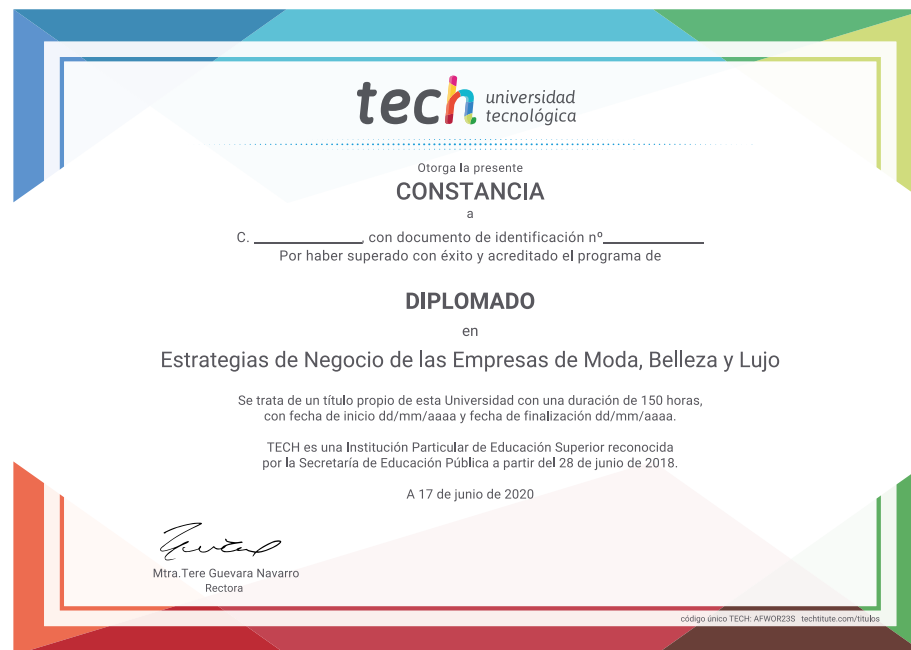 tech universidad
tecnológica
Otorga la presente
CONSTANCIA
a
C. ____________, con documento de identificación nº____________
Por haber superado con éxito y acreditado el programa de
DIPLOMADO
en
Estrategias de Negocio de las Empresas de Moda, Belleza y Lujo
Se trata de un título propio de esta Universidad con una duración de 150 horas,
con fecha de inicio dd/mm/aaaa y fecha de finalización dd/mm/aaaa.
TECH es una Institución Particular de Educación Superior reconocida
por la Secretaría de Educación Pública a partir del 28 de junio de 2018.
A 17 de junio de 2020
Mtra.Tere Guevara Navarro
Rectora
código único TECH: AFWOR23S techtitute.com/titulos